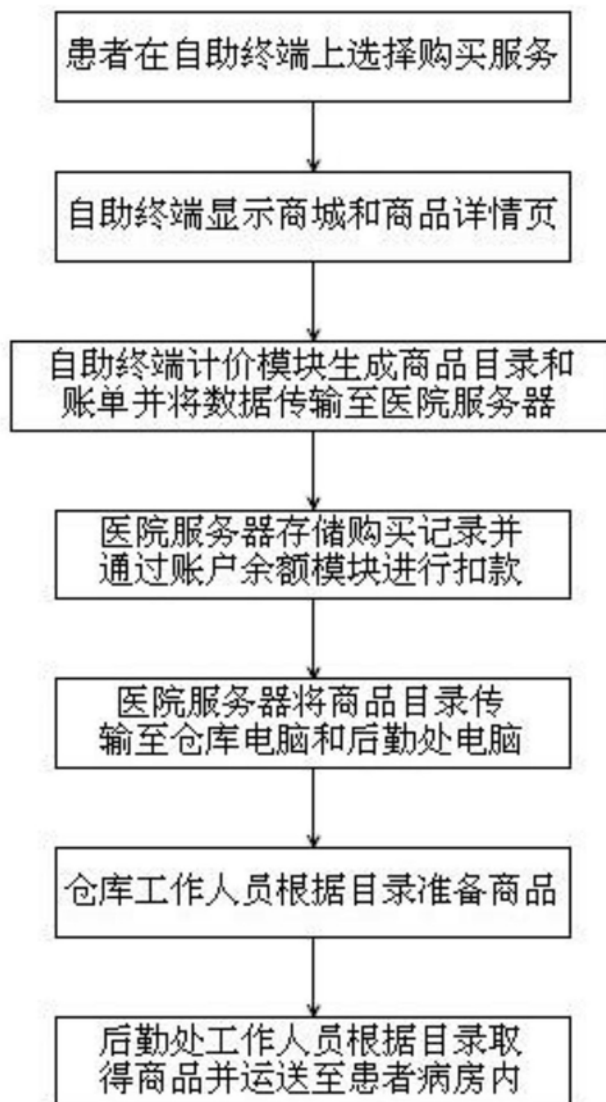 患者在自助终端上选择购买服务
自助终端显示商城和商品详情页
自助终端计价模块生成商品目录和
账单并将数据传输至医院服务器
医院服务器存储购买记录并
通过账户余额模块进行扣款
医院服务器将商品目录传
输至仓库电脑和后勤处电脑
仓库工作人员根据目录准备商品
后勤处工作人员根据目录取
得商品并运送至患者病房内